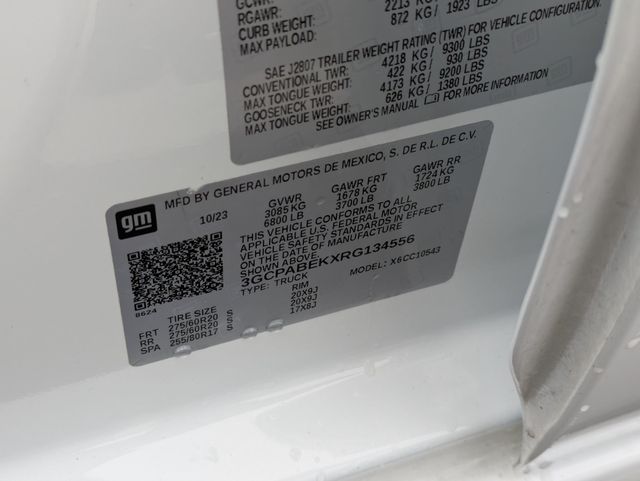 GCWR:
RGAWR: 2213 KG/
CURB WEIGHT: 872 KG / 1923 LBS
MAX PAYLOAD:
SAE J2807 TRAILER WEIGHT RATING (TWR) FOR VEHICLE CONFIGURATION.
CONVENTIONAL TWR: 4218 KG / 9300 LBS
MAX TONGUE WEIGHT: 422 KG / 930 LBS
GOOSENECK TWR: 4173 KG / 9200 LBS
MAX TONGUE WEIGHT: 626 KG / 1380 LBS
SEE OWNER'S MANUAL FOR MORE INFORMATION
gm
MFD BY GENERAL MOTORS DE MEXICO, S. DE R.L. DE C.V.
10/23 GVWR GAWR FRT GAWR RR
3085 KG 1678 KG 1724 KG
6800 LB 3700 LB 3800 LB
THIS VEHICLE CONFORMS TO ALL
APPLICABLE U.S. FEDERAL MOTOR
VEHICLE SAFETY STANDARDS IN EFFECT
ON THE DATE OF MANUFACTURE
3GCPABEKXRG134556
TYPE: TRUCK MODEL: X6CC10543
8624
TIRE SIZE RIM
FRT 275/60R20 S 20X9J
RR 275/60R20 S 20X9J
SPA 255/80R17 S 17X8J